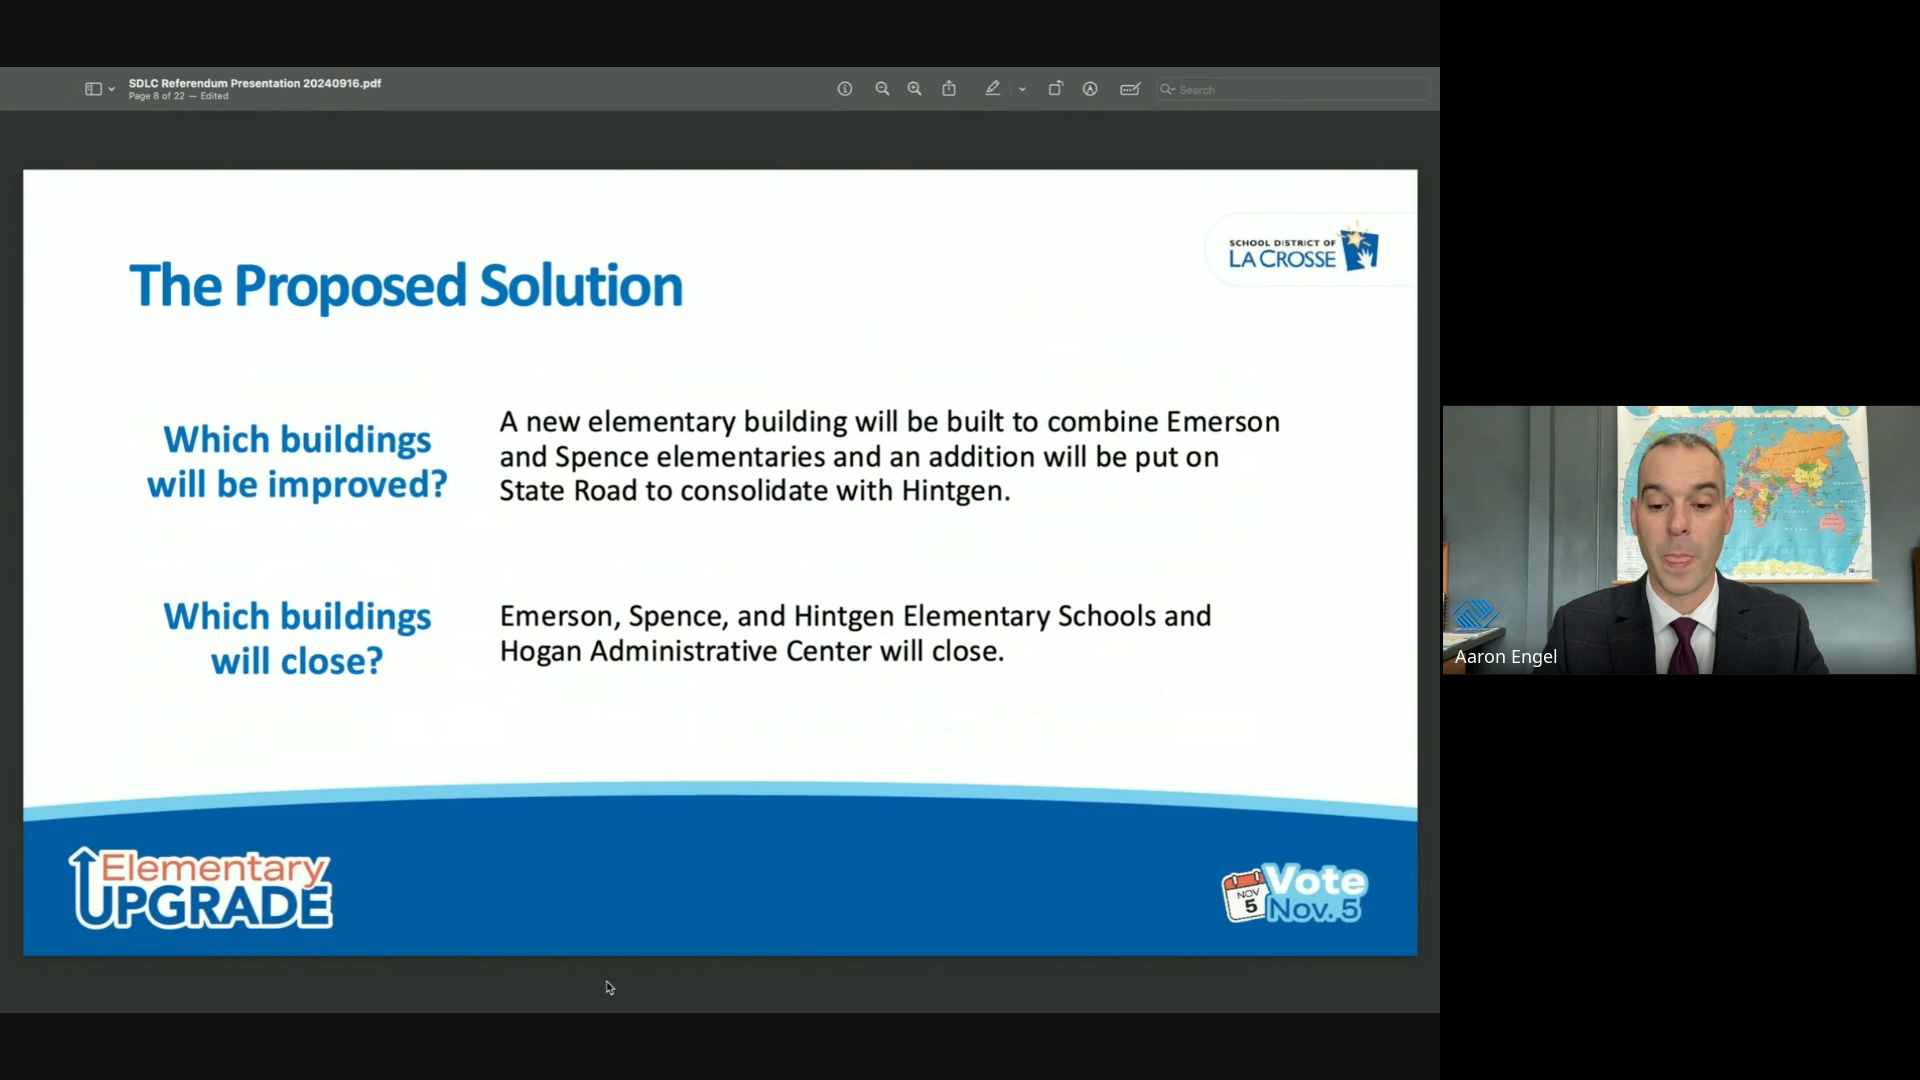 SDLC Referendum Presentation 20240916.pdf
Page 8 of 22 — Edited
Search
SCHOOL DISTRICT OF
LA CROSSE
The Proposed Solution
Which buildings
will be improved?
A new elementary building will be built to combine Emerson
and Spence elementaries and an addition will be put on
State Road to consolidate with Hintgen.
Which buildings
will close?
Emerson, Spence, and Hintgen Elementary Schools and
Hogan Administrative Center will close.
Elementary
UPGRADE
NOV
5
Vote
Nov. 5
Aaron Engel